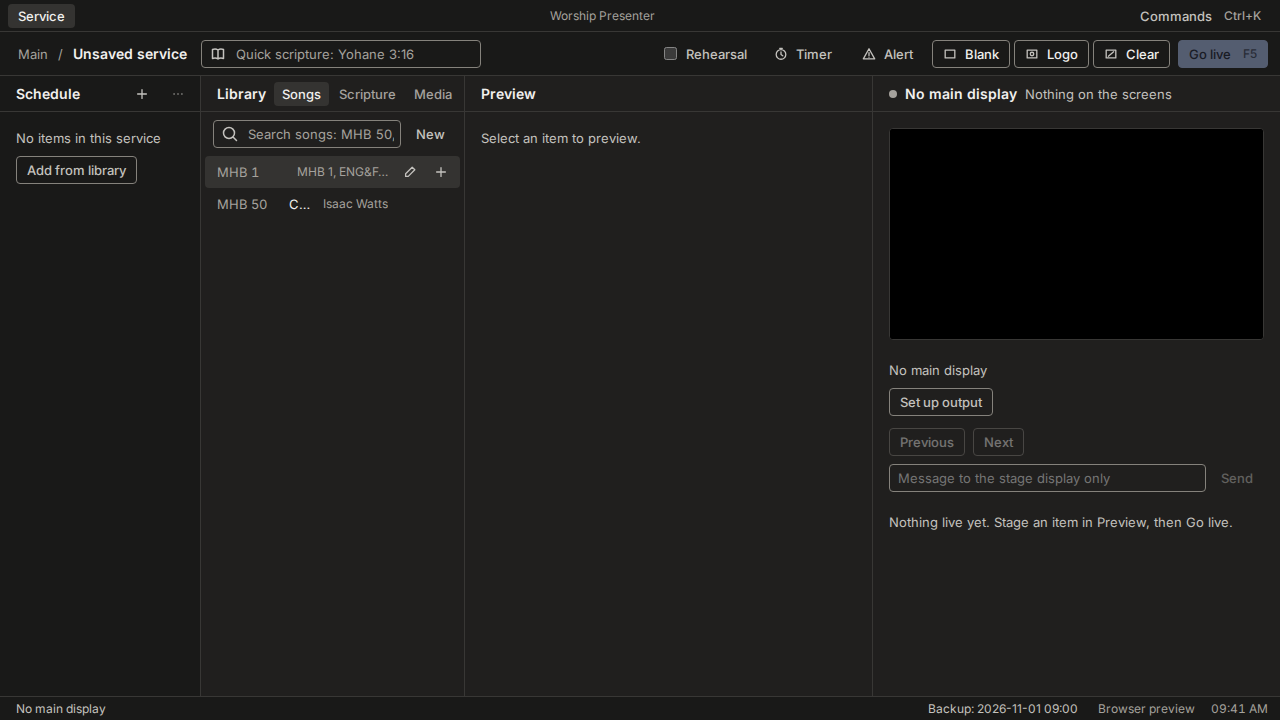 Service
Worship Presenter
Commands Ctrl+K
Main / Unsaved service
Quick scripture: Yohane 3:16
Rehearsal
Timer
Alert
Blank
Logo
Clear
Go live F5
Schedule
No items in this service
Add from library
Library Songs Scripture Media
Search songs: MHB 50,
New
MHB 1 MHB 1, ENG&F...
MHB 50 C... Isaac Watts
Preview
Select an item to preview.
No main display Nothing on the screens
No main display
Set up output
Previous Next
Message to the stage display only
Send
Nothing live yet. Stage an item in Preview, then Go live.
No main display
Backup: 2026-11-01 09:00 Browser preview 09:41 AM